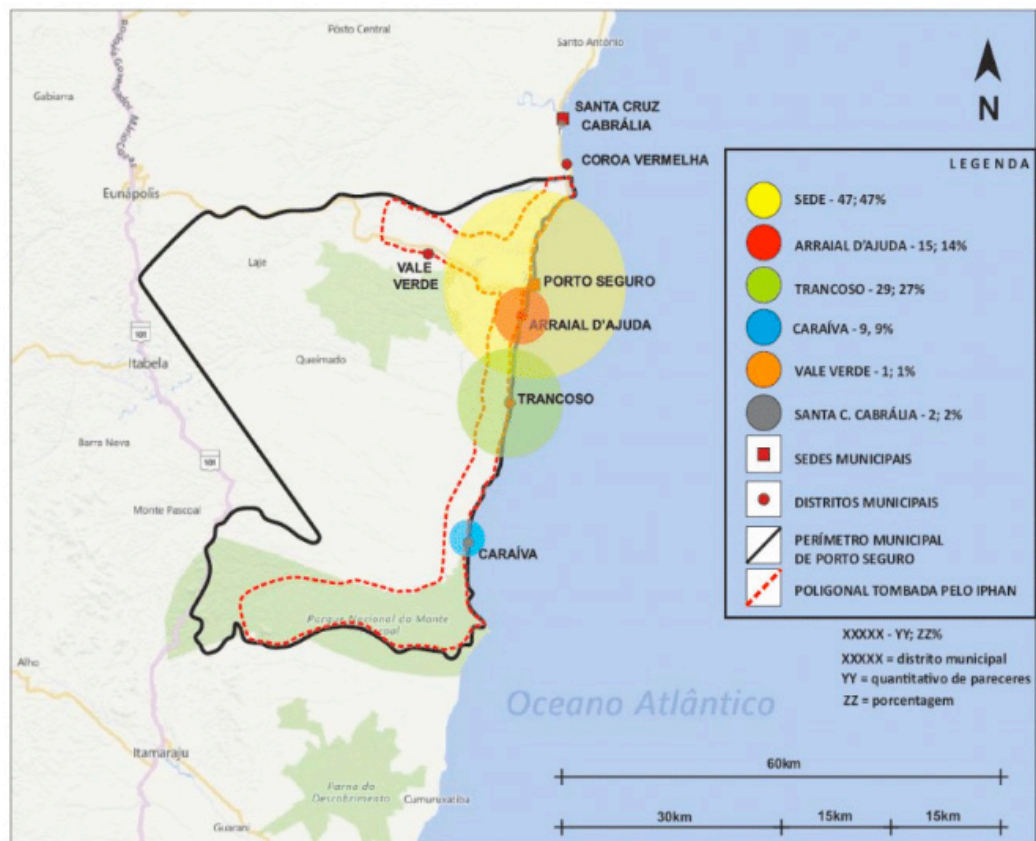 Pôsto Central
Santo Antônio
Gabiarra
SANTA CRUZ
CABRÁLIA
N
COROA VERMELHA
Eunápolis
Laje
VALE
VERDE
PORTO SEGURO
ARRAIAL D'AJUDA
101
Itabela
Queimado
TRANCOSO
Barra Nova
101
Monte Pascoal
CARAÍVA
Parque Nacional do Monte
Alho
Oceano Atlântico
Itamaraju
Parna do
Descobrimento
Cumuruxatiba
Guarani
LEGENDA
SEDE - 47; 47%
ARRAIAL D'AJUDA - 15; 14%
TRANCOSO - 29; 27%
CARAÍVA - 9, 9%
VALE VERDE - 1; 1%
SANTA C. CABRÁLIA - 2; 2%
SEDES MUNICIPAIS
DISTRITOS MUNICIPAIS
PERÍMETRO MUNICIPAL
DE PORTO SEGURO
POLIGONAL TOMBADA PELO IPHAN
XXXXX - YY; ZZ%
XXXXX = distrito municipal
YY = quantitativo de pareceres
ZZ = porcentagem
60km
30km
15km
15km